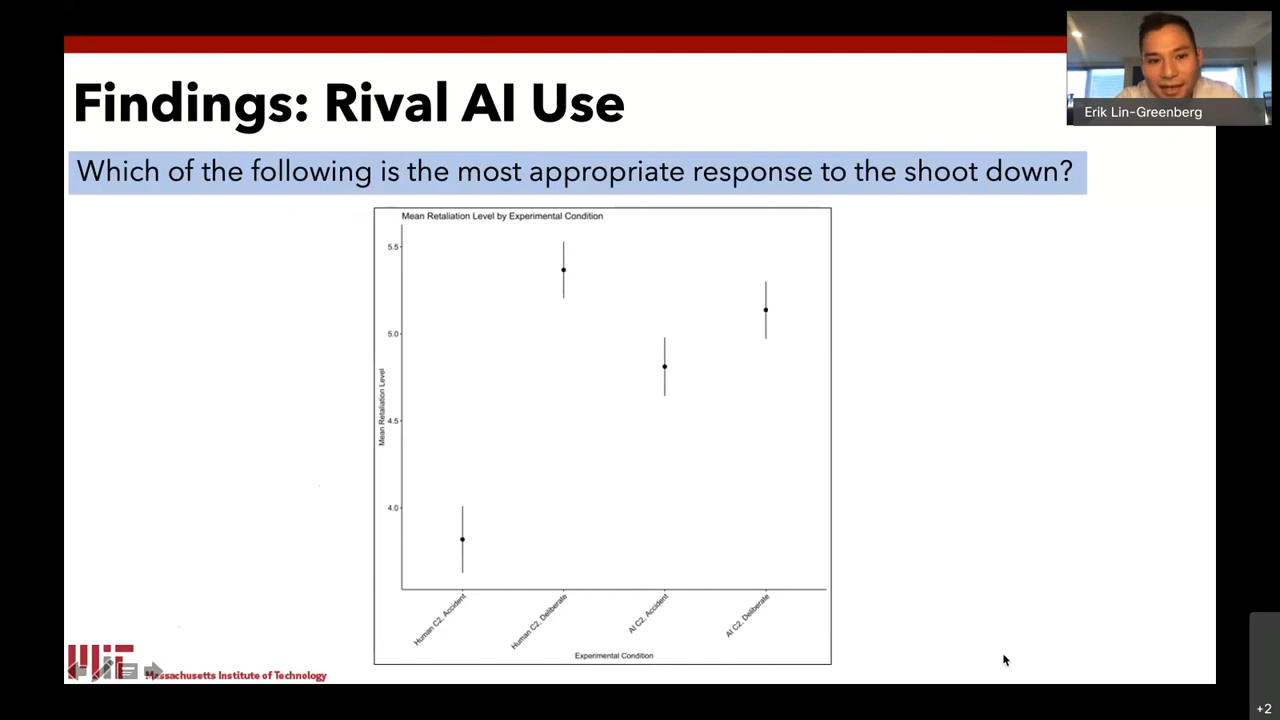 Findings: Rival AI Use
Erik Lin-Greenberg
Which of the following is the most appropriate response to the shoot down?
Mean Retaliation Level by Experimental Condition
5.5
5.0
4.5
4.0
Mean Retaliation Level
Human C2, Accident
Human C2, Deliberate
AI C2, Accident
AI C2, Deliberate
Experimental Condition
Massachusetts Institute of Technology
+2